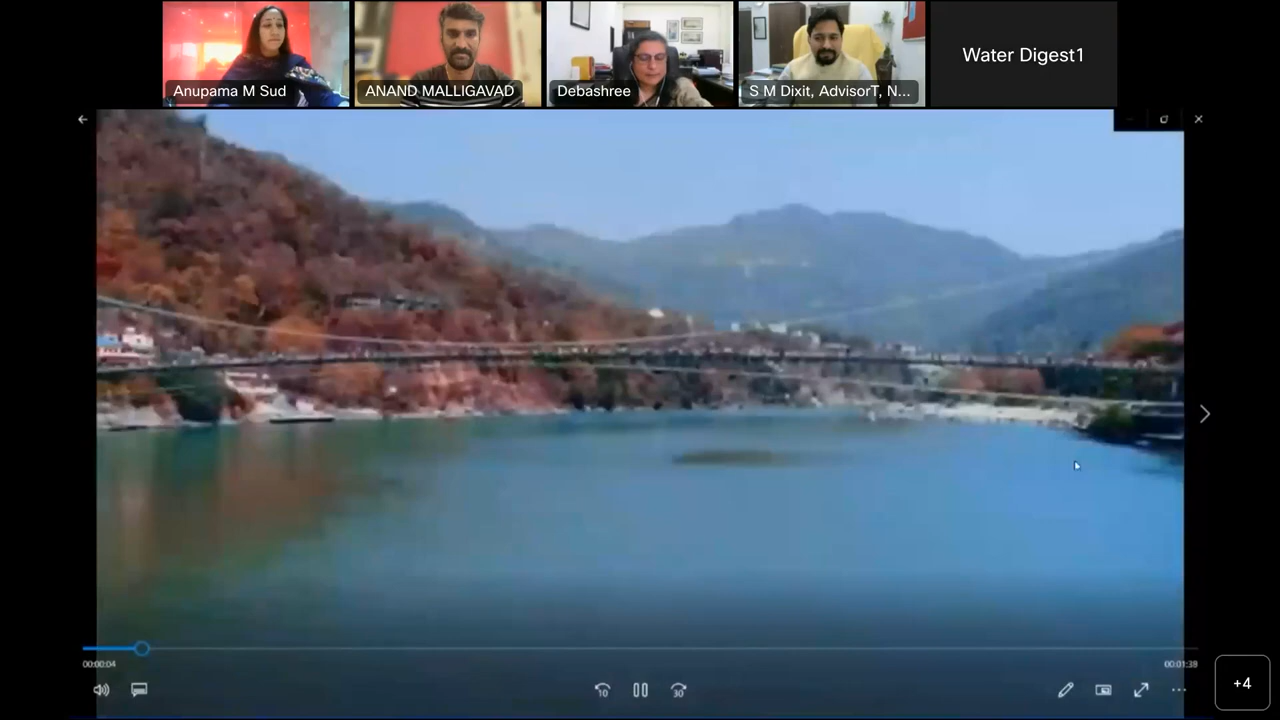 Anupama M Sud
ANAND MALLIGAVAD
Debashree
S M Dixit, AdvisorT, N...
Water Digest1
00:00:04
00:01:38
10
30
+4